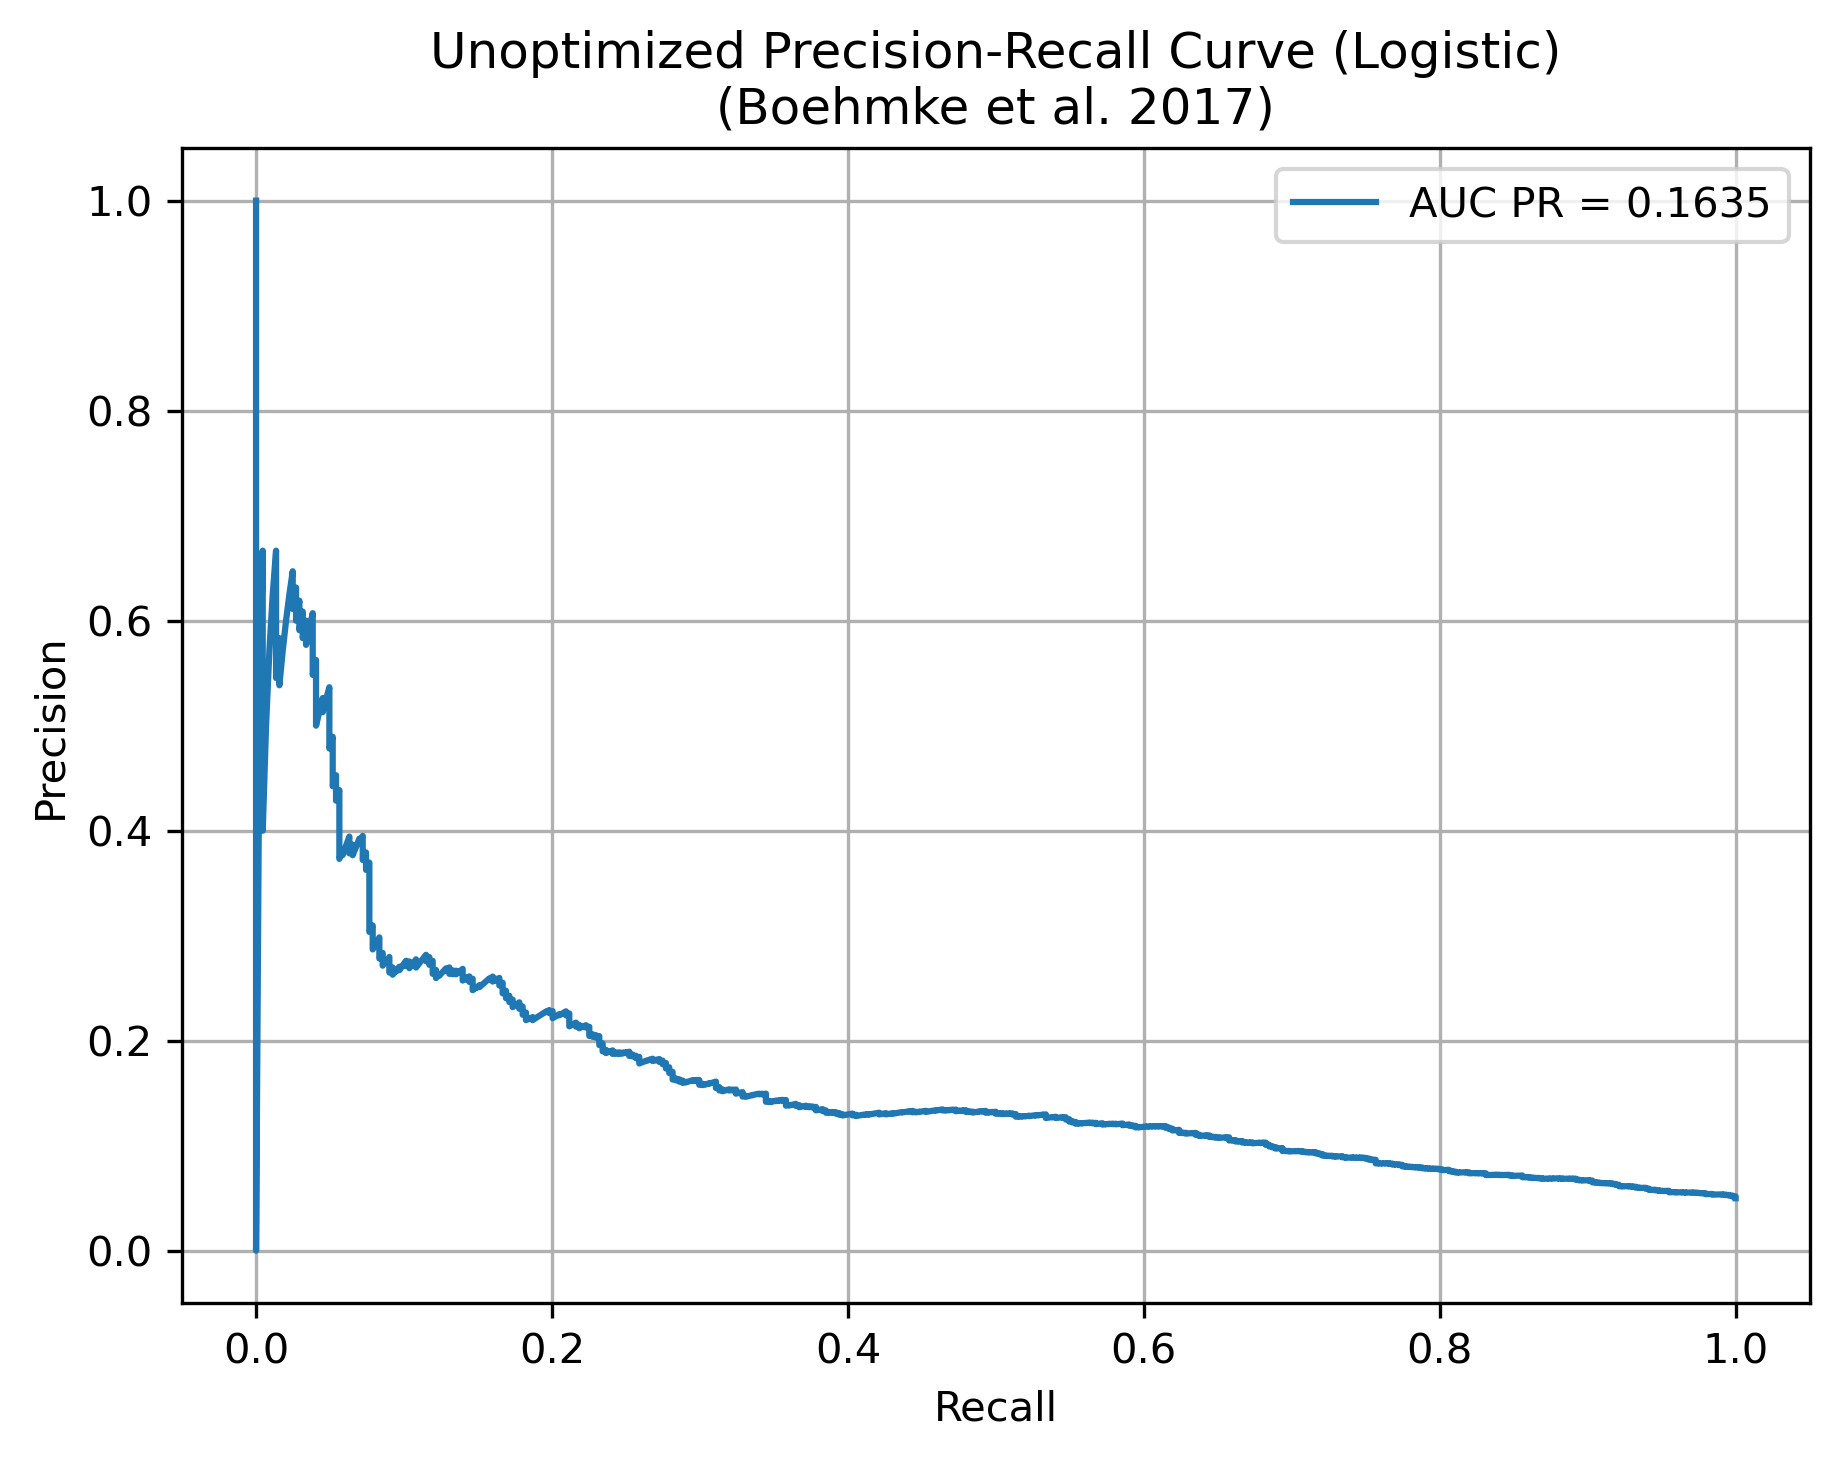 Unoptimized Precision-Recall Curve (Logistic)
(Boehmke et al. 2017)
AUC PR = 0.1635
Precision
1.0
0.8
0.6
0.4
0.2
0.0
0.0 0.2 0.4 0.6 0.8 1.0
Recall